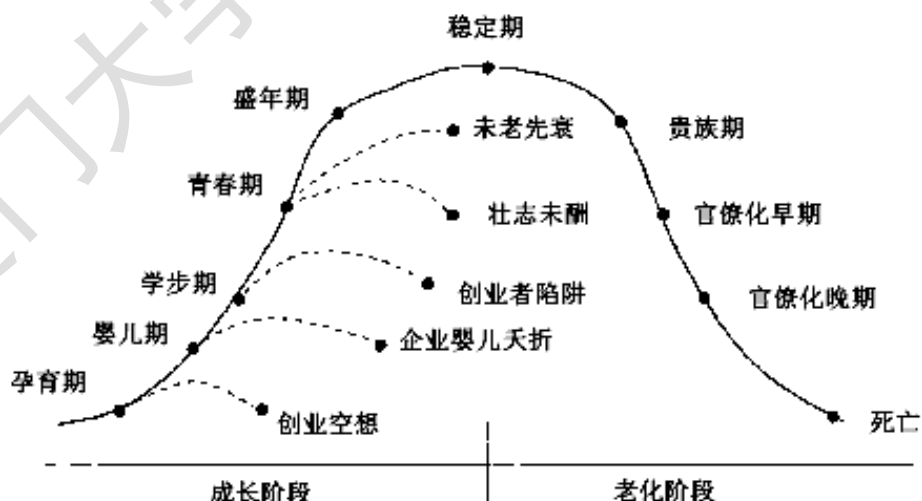 稳定期
盛年期
未老先衰
贵族期
青春期
壮志未酬
官僚化早期
学步期
创业者陷阱
官僚化晚期
婴儿期
企业婴儿夭折
孕育期
创业空想
死亡
成长阶段
老化阶段
门大学